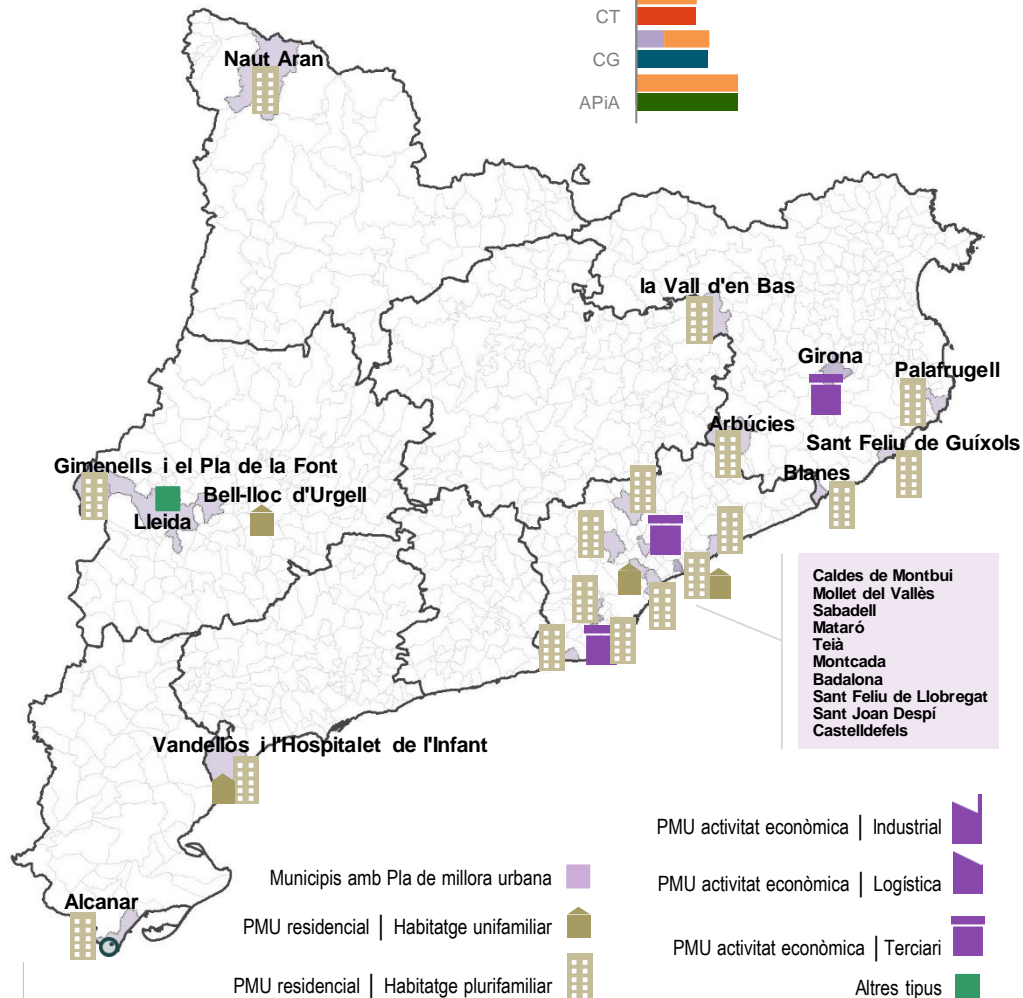 CT
CG
APiA
Naut Aran
la Vall d'en Bas
Girona
Palafrugell
Arbúcies
Sant Feliu de Guíxols
Gimenells i el Pla de la Font
Blanes
Bell-lloc d'Urgell
Lleida
Caldes de Montbui
Mollet del Vallès
Sabadell
Mataró
Teià
Montcada
Badalona
Sant Feliu de Llobregat
Sant Joan Despí
Castelldefels
Vandellòs i l'Hospitalet de l'Infant
Alcanar
Municipis amb Pla de millora urbana
PMU residencial | Habitatge unifamiliar
PMU residencial | Habitatge plurifamiliar
PMU activitat econòmica | Industrial
PMU activitat econòmica | Logística
PMU activitat econòmica | Terciari
Altres tipus